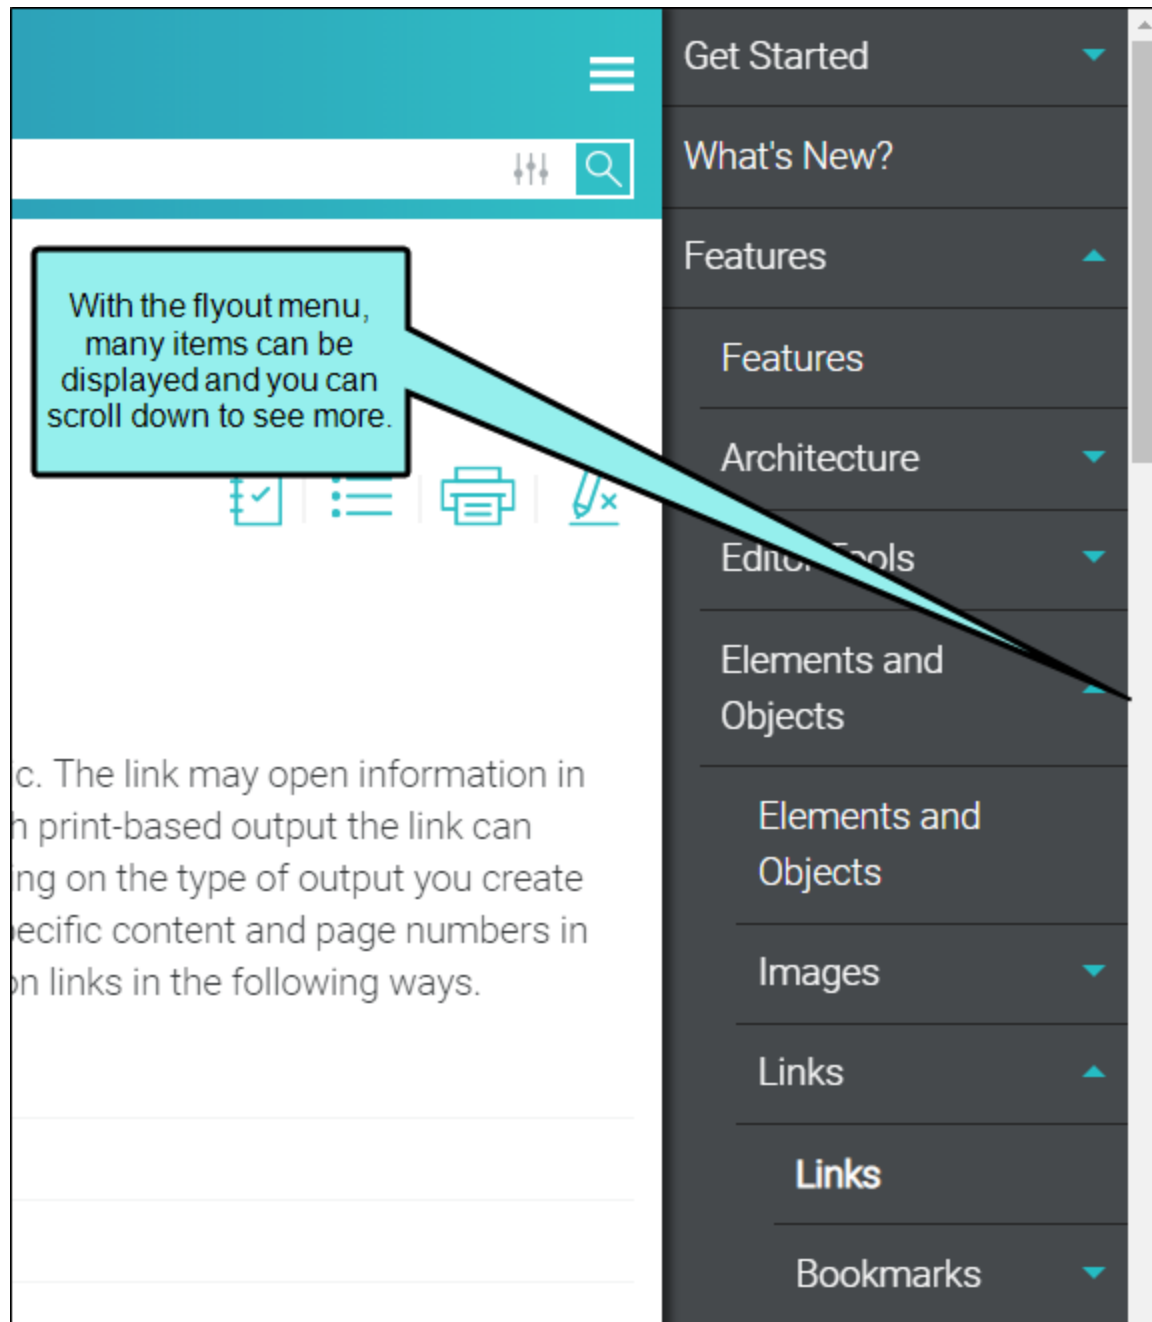 Get Started
What's New?
Features
With the flyout menu,
many items can be
displayed and you can
scroll down to see more.
Features
Architecture
Editor Tools
Elements and
Objects
c. The link may open information in
print-based output the link can
ing on the type of output you create
ecific content and page numbers in
on links in the following ways.
Elements and
Objects
Images
Links
Links
Bookmarks